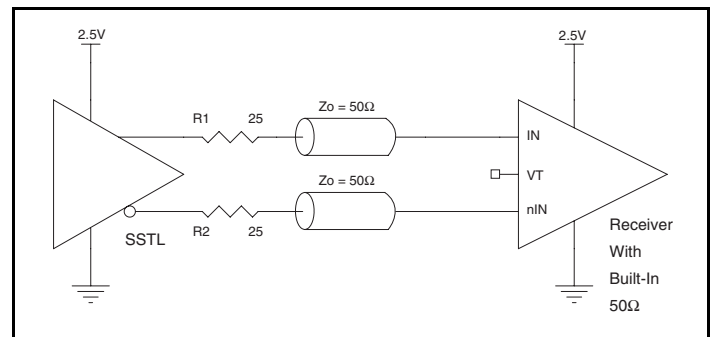 2.5V
2.5V
R1 25
Zo = 50Ω
IN
VT
Zo = 50Ω
nIN
SSTL
R2 25
Receiver
With
Built-In
50Ω